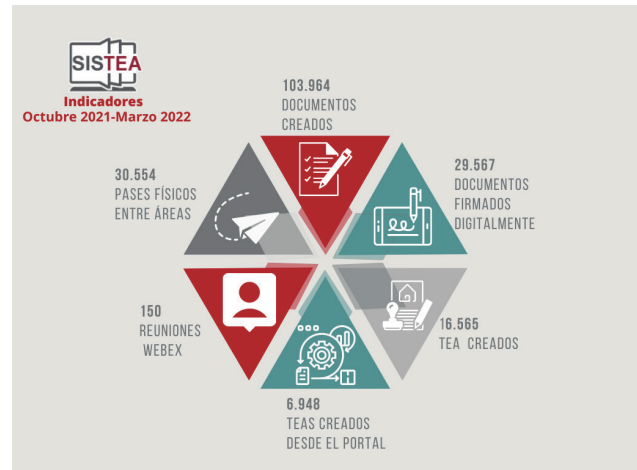 SISTEA
Indicadores
Octubre 2021-Marzo 2022
103.964
DOCUMENTOS
CREADOS
30.554
PASES FÍSICOS
ENTRE ÁREAS
29.567
DOCUMENTOS
FIRMADOS
DIGITALMENTE
150
REUNIONES
WEBEX
16.565
TEA CREADOS
6.948
TEAS CREADOS
DESDE EL PORTAL